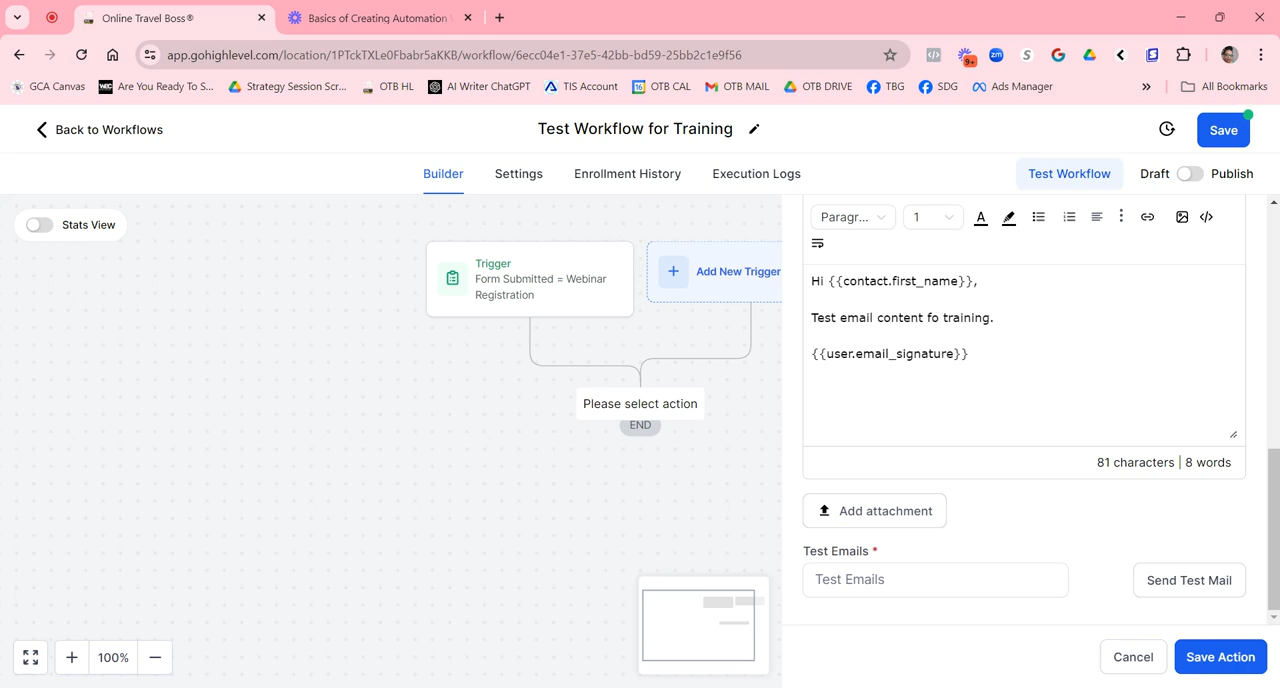 Online Travel Boss®
Basics of Creating Automation
app.gohighlevel.com/location/1PTckTXLe0Fbabr5aKKB/workflow/6ecc04e1-37e5-42bb-bd59-25bb2c1e9f56
9+
zm
GCA Canvas
WEC
Are You Ready To S...
Strategy Session Scr...
OTB HL
AI Writer ChatGPT
TIS Account
16
OTB CAL
OTB MAIL
OTB DRIVE
TBG
SDG
Ads Manager
All Bookmarks
Back to Workflows
Test Workflow for Training
Save
Builder
Settings
Enrollment History
Execution Logs
Test Workflow
Draft
Publish
Stats View
Trigger
Form Submitted = Webinar
Registration
Add New Trigger
Please select action
END
100%
Paragr...
1
A
Hi {{contact.first_name}},
Test email content fo training.
{{user.email_signature}}
81 characters | 8 words
Add attachment
Test Emails *
Test Emails
Send Test Mail
Cancel
Save Action